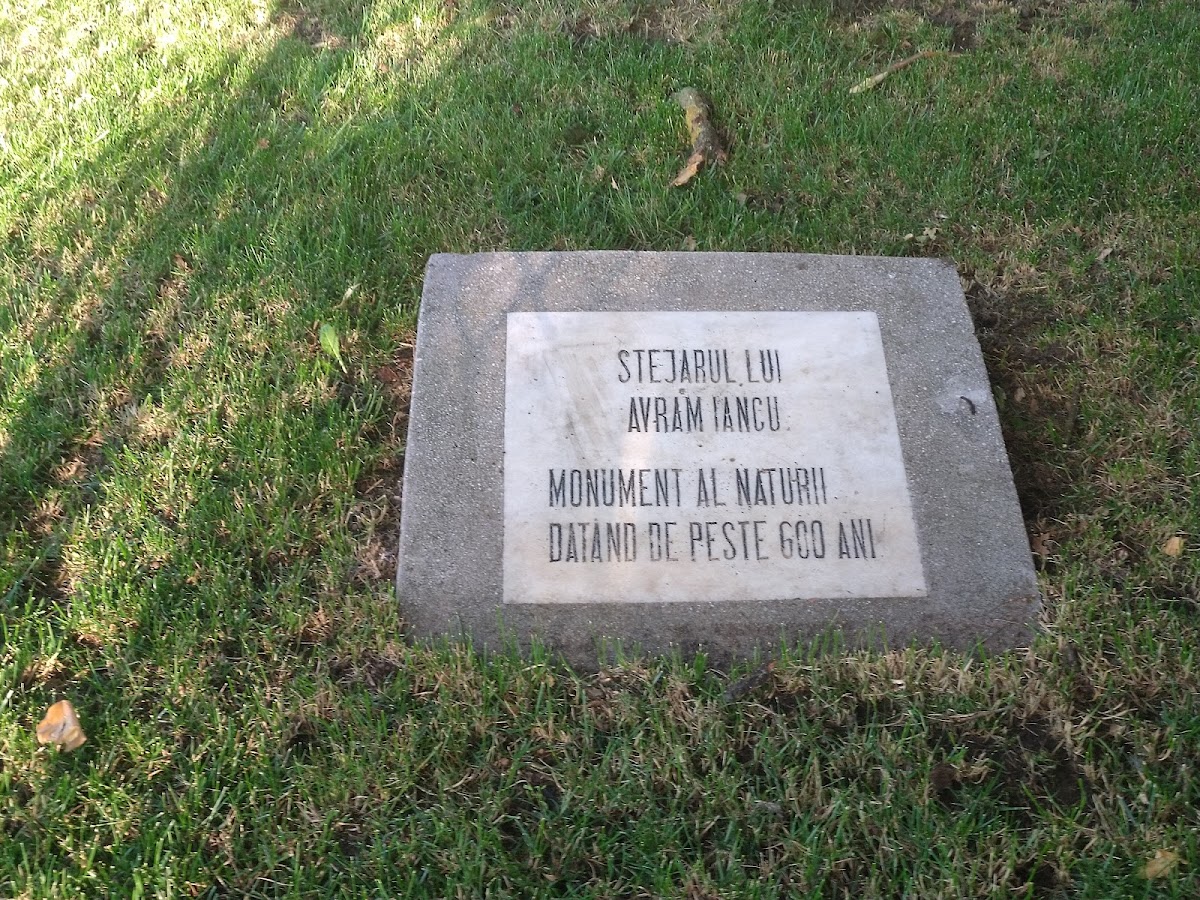 STEJARUL LUI
AVRAM IANCU
MONUMENT AL NATURII
DATÂND DE PESTE 600 ANI